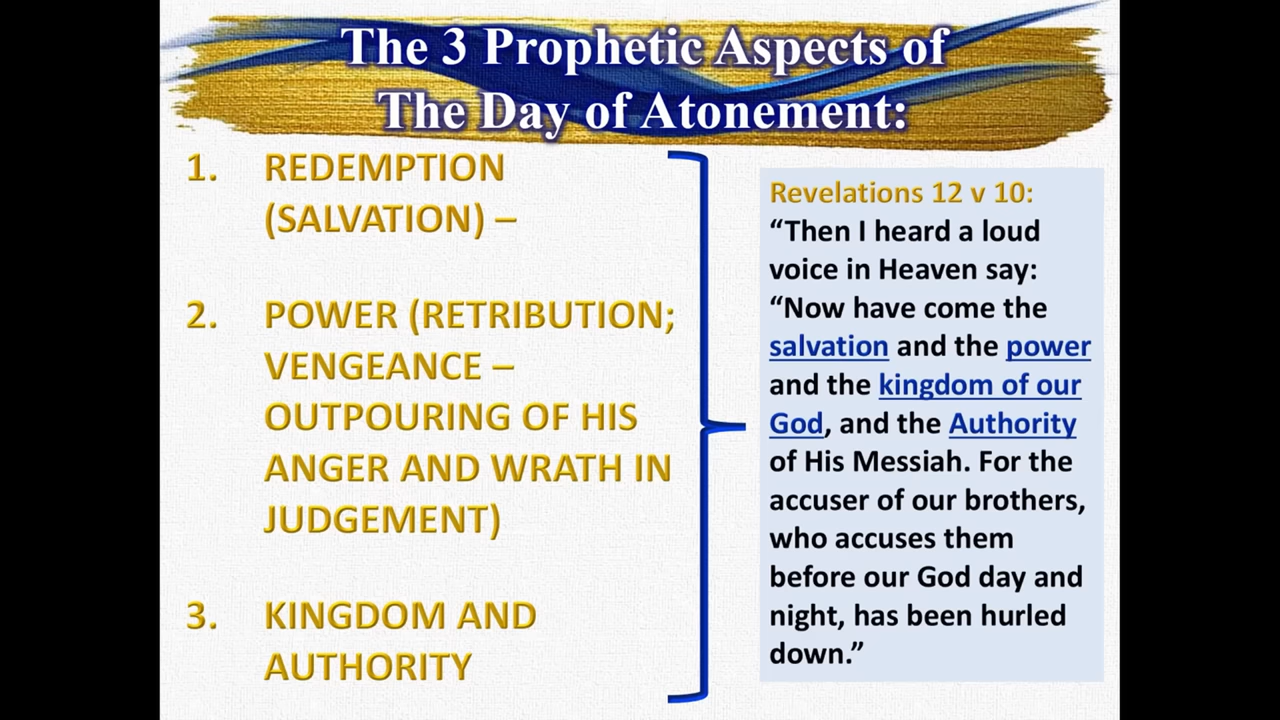 The 3 Prophetic Aspects of
The Day of Atonement:
1. REDEMPTION
(SALVATION) –
2. POWER (RETRIBUTION;
VENGEANCE –
OUTPOURING OF HIS
ANGER AND WRATH IN
JUDGEMENT)
3. KINGDOM AND
AUTHORITY
Revelations 12 v 10:
“Then I heard a loud
voice in Heaven say:
“Now have come the
salvation and the power
and the kingdom of our
God, and the Authority
of His Messiah. For the
accuser of our brothers,
who accuses them
before our God day and
night, has been hurled
down.”